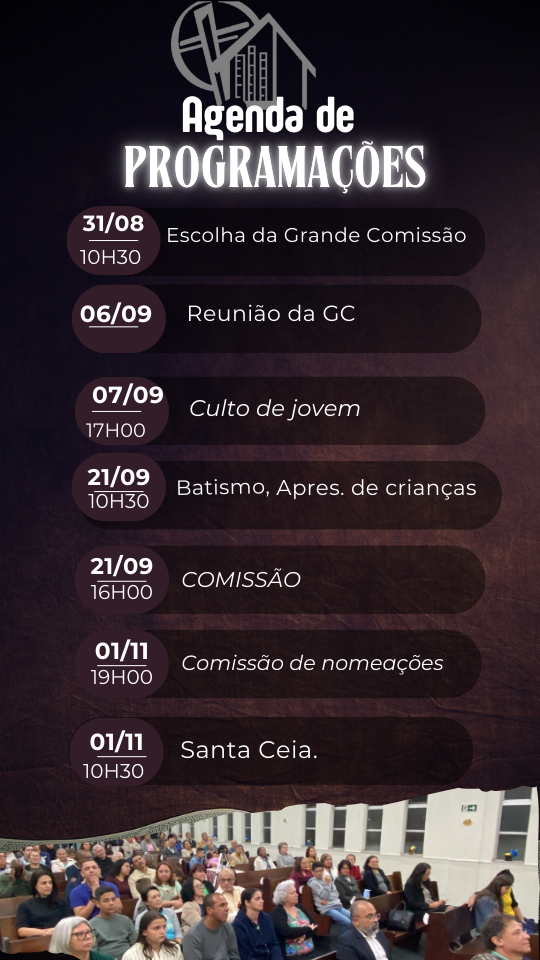 Agenda de
PROGRAMAÇÕES
31/08
10H30
Escolha da Grande Comissão
06/09
Reunião da GC
07/09
17H00
Culto de jovem
21/09
10H30
Batismo, Apres. de crianças
21/09
16H00
COMISSÃO
01/11
19H00
Comissão de nomeações
01/11
10H30
Santa Ceia.